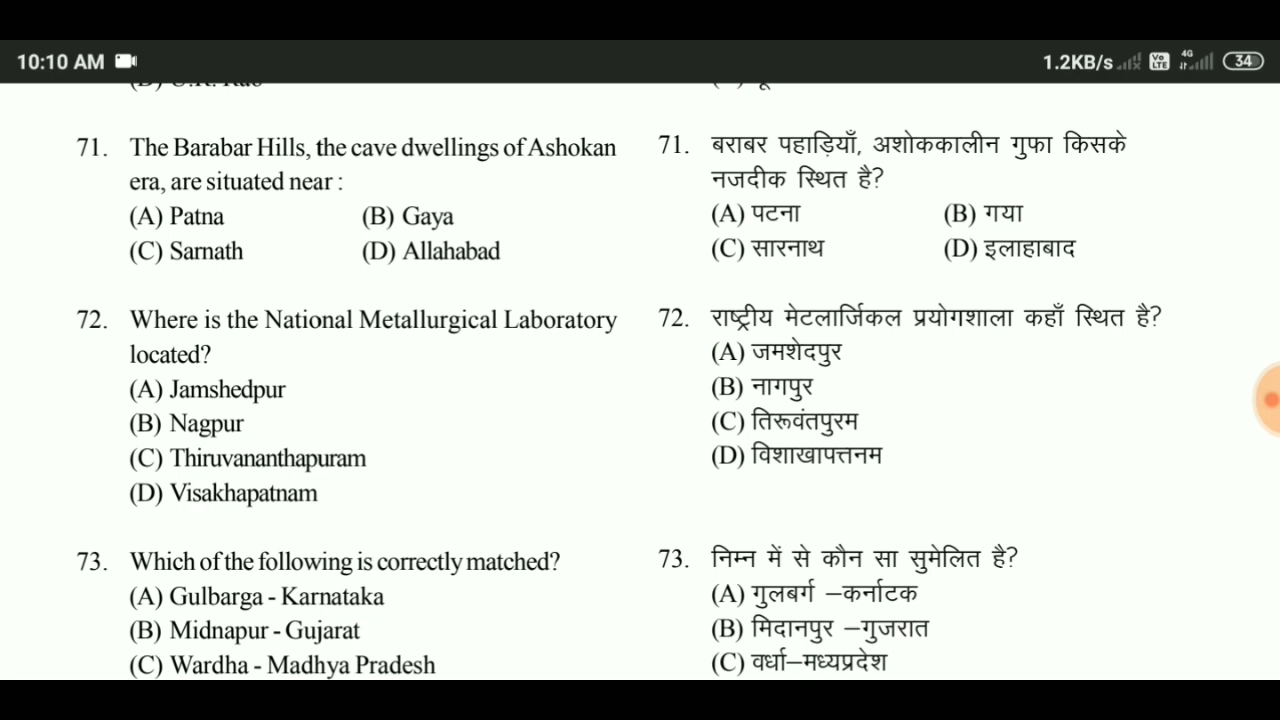 10:10 AM
1.2KB/s Vo LTE 4G 34
71. The Barabar Hills, the cave dwellings of Ashokan
era, are situated near :
(A) Patna (B) Gaya
(C) Sarnath (D) Allahabad
72. Where is the National Metallurgical Laboratory
located?
(A) Jamshedpur
(B) Nagpur
(C) Thiruvananthapuram
(D) Visakhapatnam
73. Which of the following is correctly matched?
(A) Gulbarga - Karnataka
(B) Midnapur - Gujarat
(C) Wardha - Madhya Pradesh
71. बराबर पहाड़ियाँ, अशोककालीन गुफा किसके
नजदीक स्थित है?
(A) पटना (B) गया
(C) सारनाथ (D) इलाहाबाद
72. राष्ट्रीय मेटलार्जिकल प्रयोगशाला कहाँ स्थित है?
(A) जमशेदपुर
(B) नागपुर
(C) तिरूवंतपुरम
(D) विशाखापत्तनम
73. निम्न में से कौन सा सुमेलित है?
(A) गुलबर्ग –कर्नाटक
(B) मिदानपुर –गुजरात
(C) वर्धा–मध्यप्रदेश